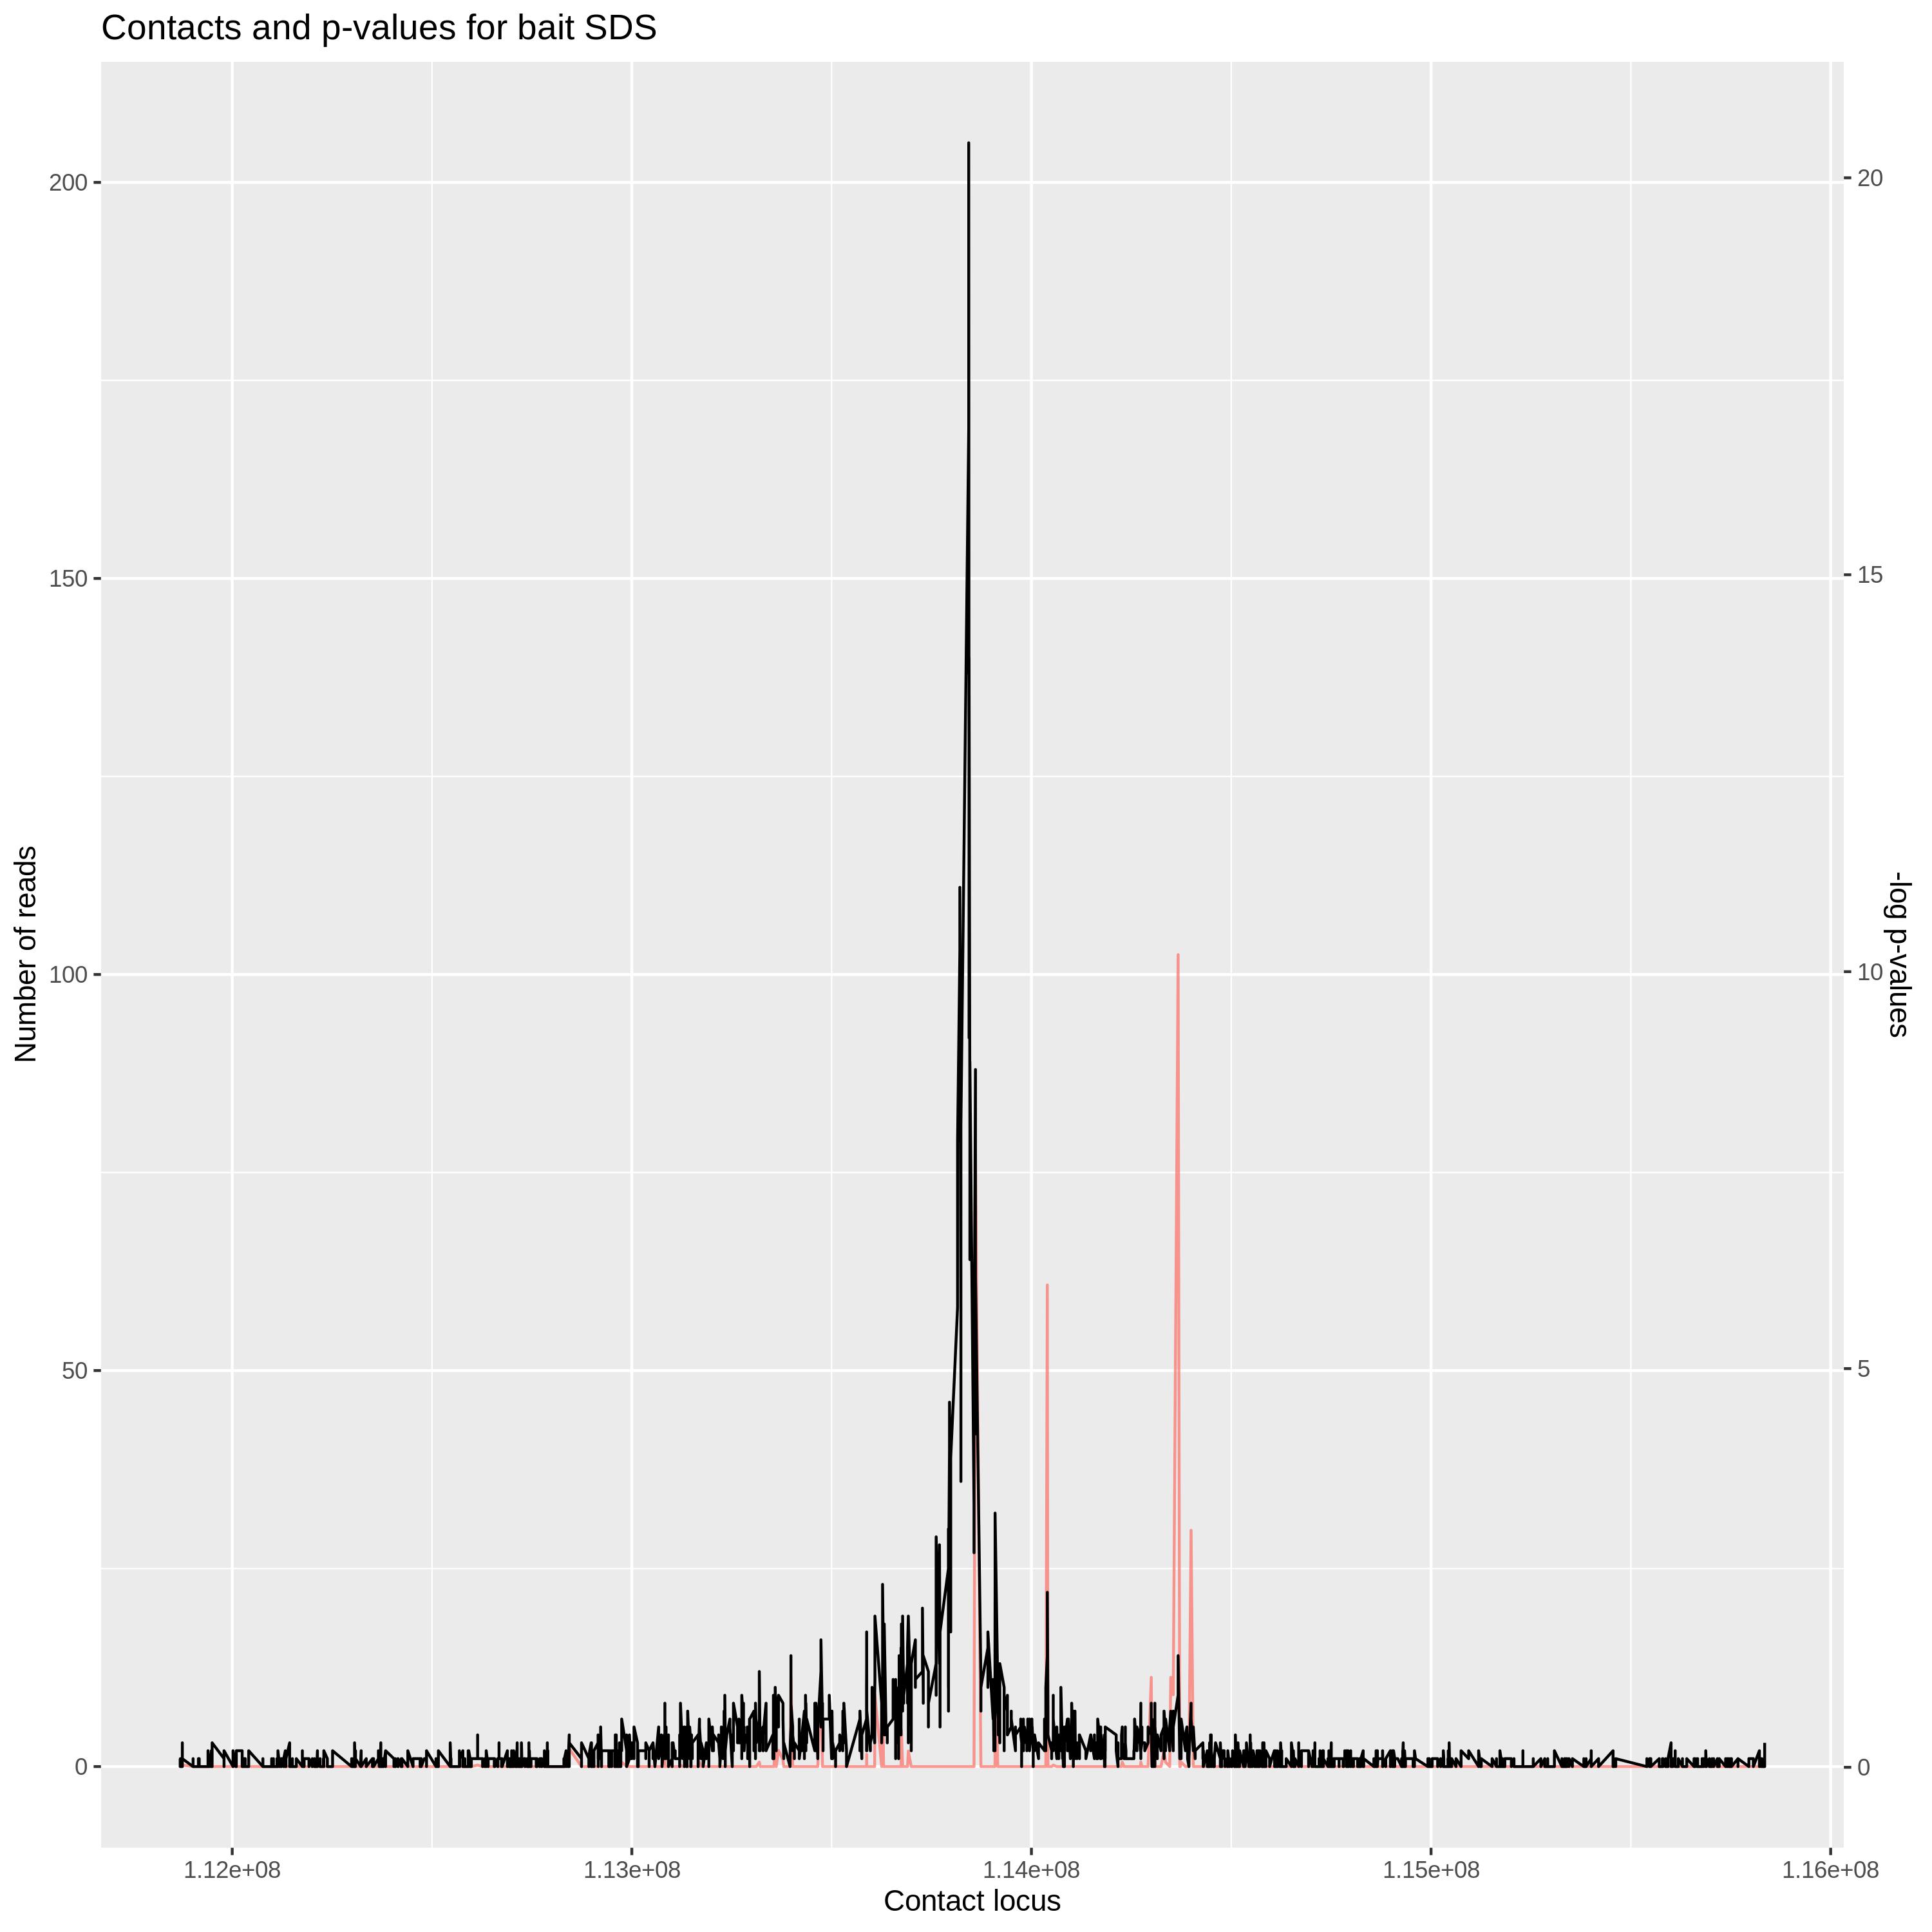 Contacts and p-values for bait SDS
Number of reads
200
150
100
50
0
20
15
10
5
0
-log p-values
1.12e+08
1.13e+08
1.14e+08
1.15e+08
1.16e+08
Contact locus